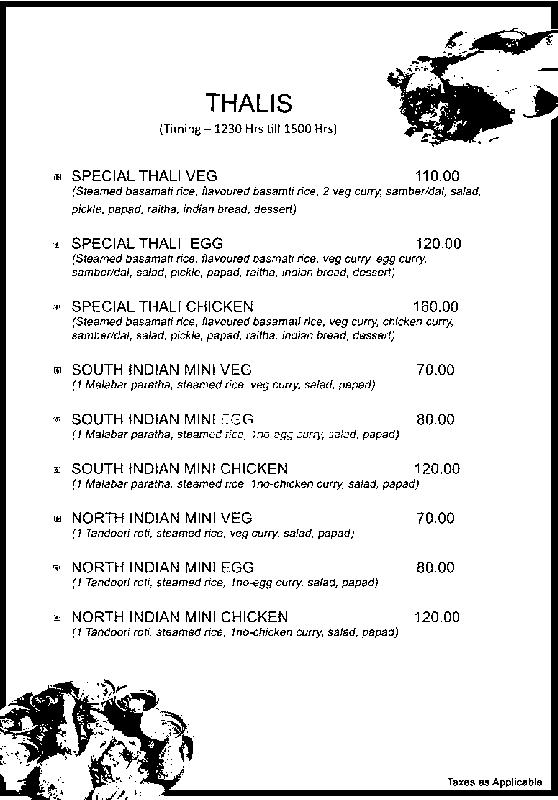 THALIS
(Timing – 1230 Hrs till 1500 Hrs)
SPECIAL THALI VEG 110.00
(Steamed basamati rice, flavoured basamti rice, 2 veg curry, samber/dal, salad,
pickle, papad, raitha, indian bread, dessert)
SPECIAL THALI EGG 120.00
(Steamed basamati rice, flavoured basmati rice, veg curry, egg curry,
samber/dal, salad, pickle, papad, raitha, indian bread, dessert)
SPECIAL THALI CHICKEN 160.00
(Steamed basamati rice, flavoured basamati rice, veg curry, chicken curry,
samber/dal, salad, pickle, papad, raitha, indian bread, dessert)
SOUTH INDIAN MINI VEG 70.00
(1 Malabar paratha, steamed rice, veg curry, salad, papad)
SOUTH INDIAN MINI EGG 80.00
(1 Malabar paratha, steamed rice, 1no-egg curry, salad, papad)
SOUTH INDIAN MINI CHICKEN 120.00
(1 Malabar paratha, steamed rice, 1no-chicken curry, salad, papad)
NORTH INDIAN MINI VEG 70.00
(1 Tandoori roti, steamed rice, veg curry, salad, papad)
NORTH INDIAN MINI EGG 80.00
(1 Tandoori roti, steamed rice, 1no-egg curry, salad, papad)
NORTH INDIAN MINI CHICKEN 120.00
(1 Tandoori roti, steamed rice, 1no-chicken curry, salad, papad)
Taxes as Applicable